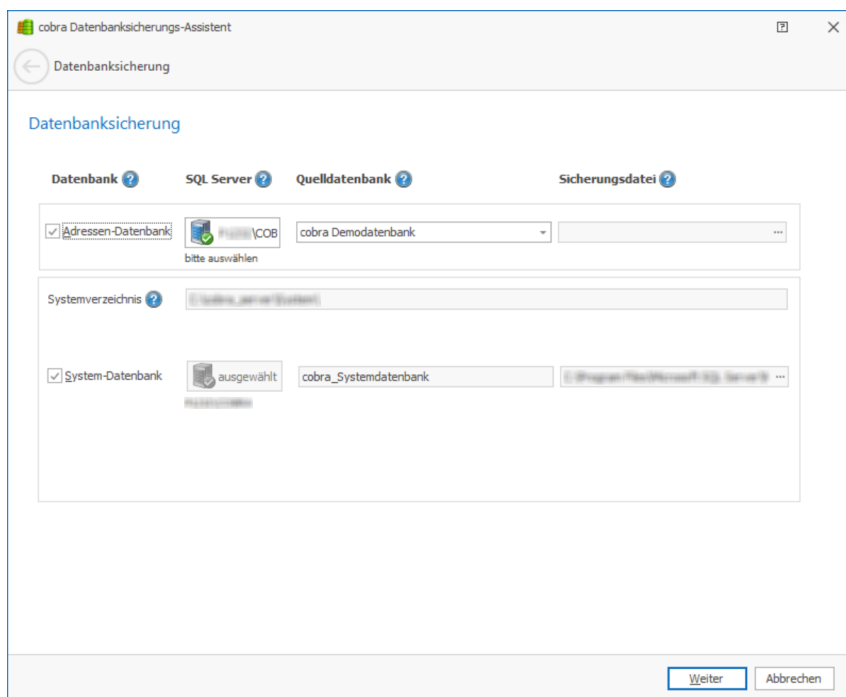 cobra Datenbanksicherungs-Assistent
Datenbanksicherung
Datenbanksicherung
Datenbank SQL Server Quelldatenbank Sicherungsdatei
Adressen-Datenbank \COB cobra Demodatenbank ...
bitte auswählen
Systemverzeichnis
System-Datenbank ausgewählt cobra_Systemdatenbank ...
Weiter Abbrechen